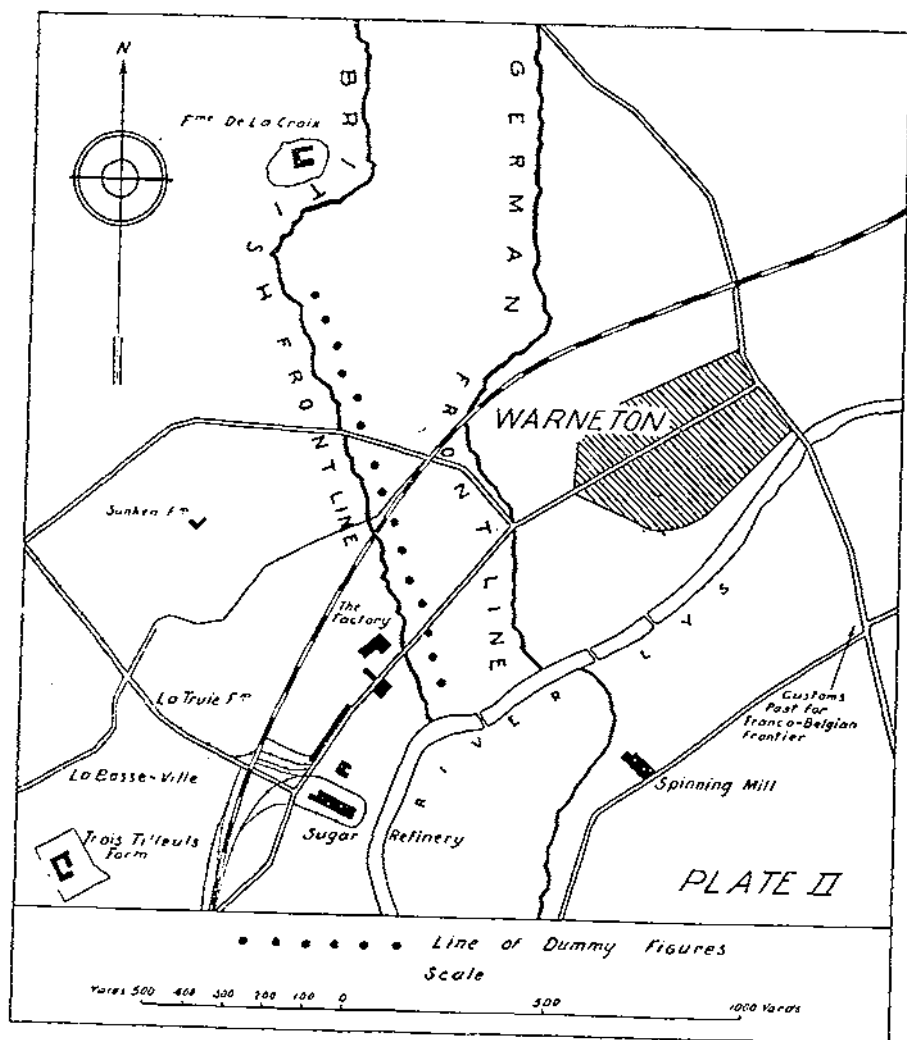 N
Fme De La Croix
BRITISH FRONT LINE
GERMAN FRONT LINE
WARNETON
Sunken Fm
The
Factory
La Truie Fm
La Basse-Ville
Trois Tilleuls
Farm
Sugar Refinery
RIVER LYS
Customs
Post for
Franco-Belgian
Frontier
Spinning Mill
PLATE II
Line of Dummy Figures
Scale
Yards 500 400 300 200 100 0 500 1000 Yards